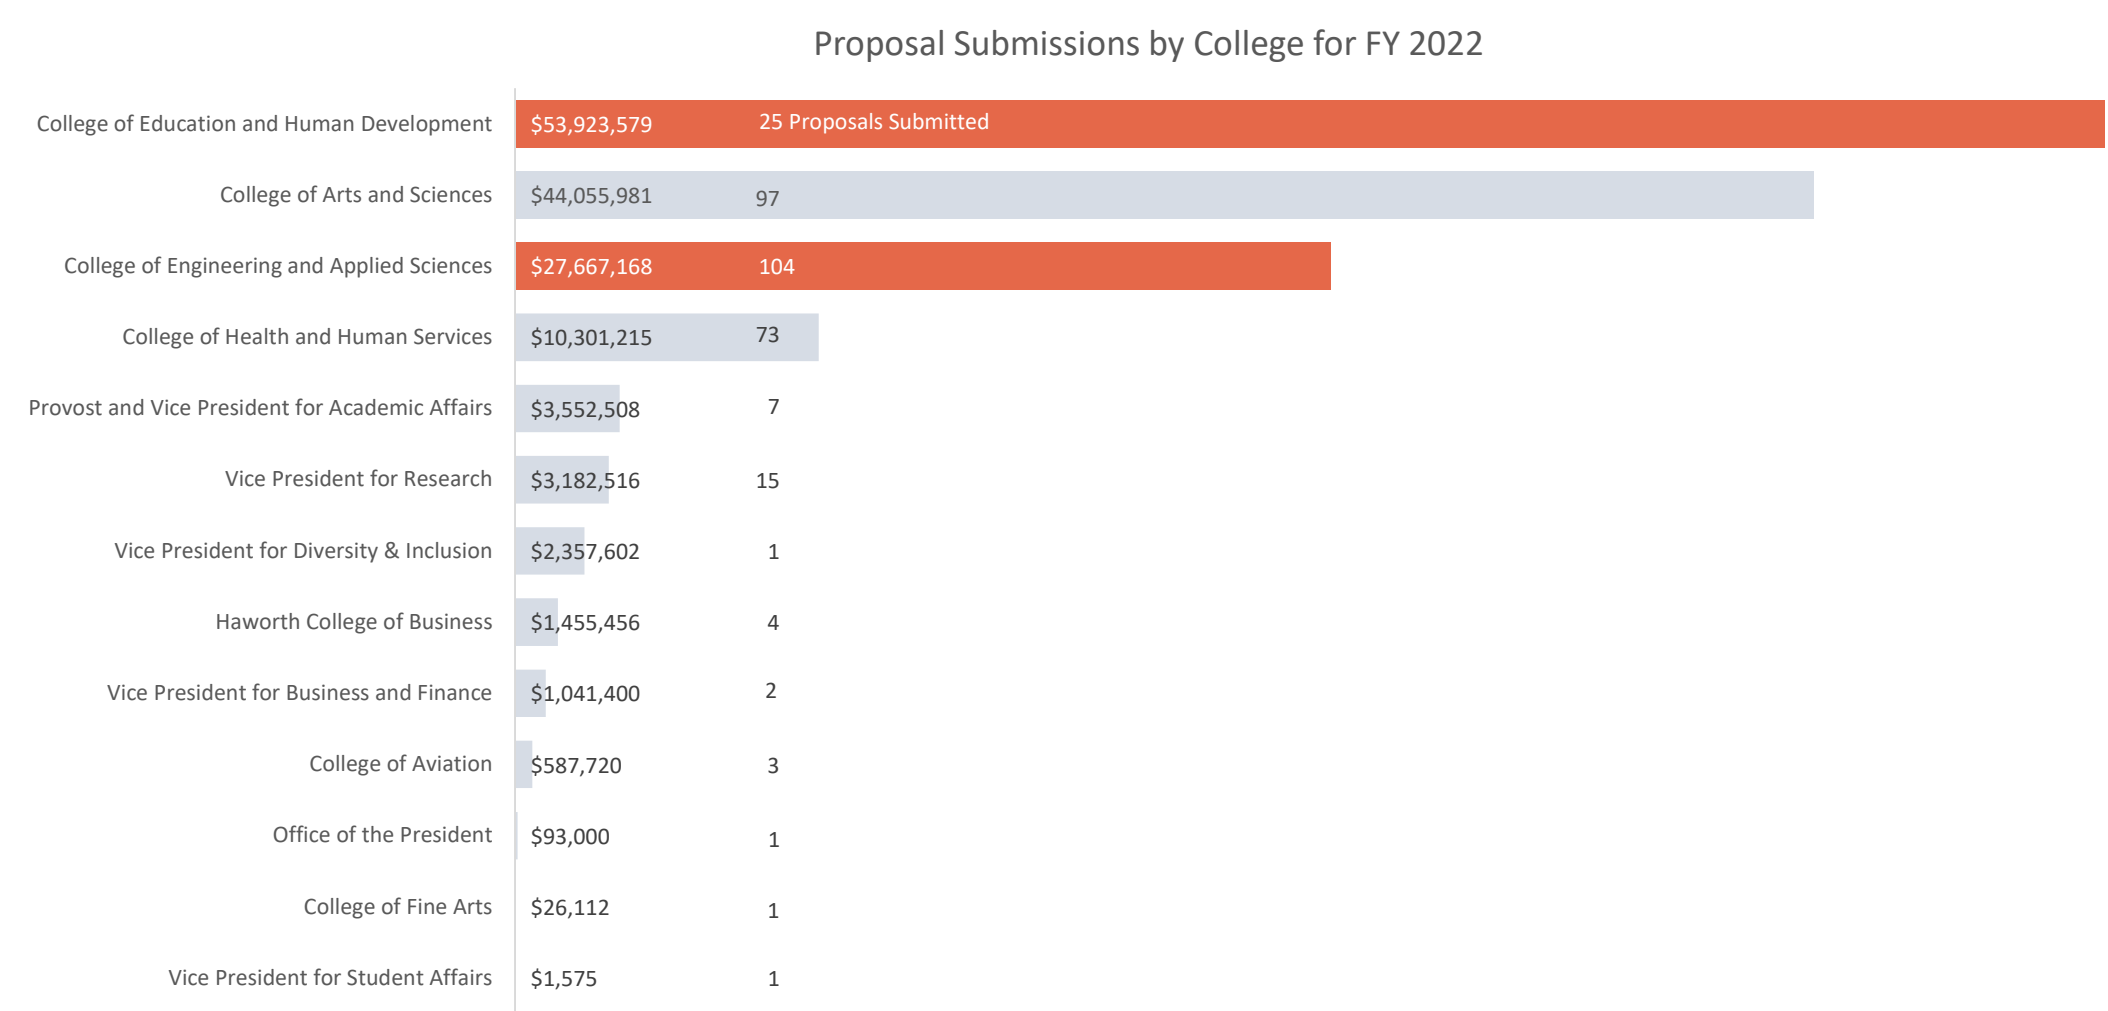 Proposal Submissions by College for FY 2022
College of Education and Human Development $53,923,579 25 Proposals Submitted
College of Arts and Sciences $44,055,981 97
College of Engineering and Applied Sciences $27,667,168 104
College of Health and Human Services $10,301,215 73
Provost and Vice President for Academic Affairs $3,552,508 7
Vice President for Research $3,182,516 15
Vice President for Diversity & Inclusion $2,357,602 1
Haworth College of Business $1,455,456 4
Vice President for Business and Finance $1,041,400 2
College of Aviation $587,720 3
Office of the President $93,000 1
College of Fine Arts $26,112 1
Vice President for Student Affairs $1,575 1